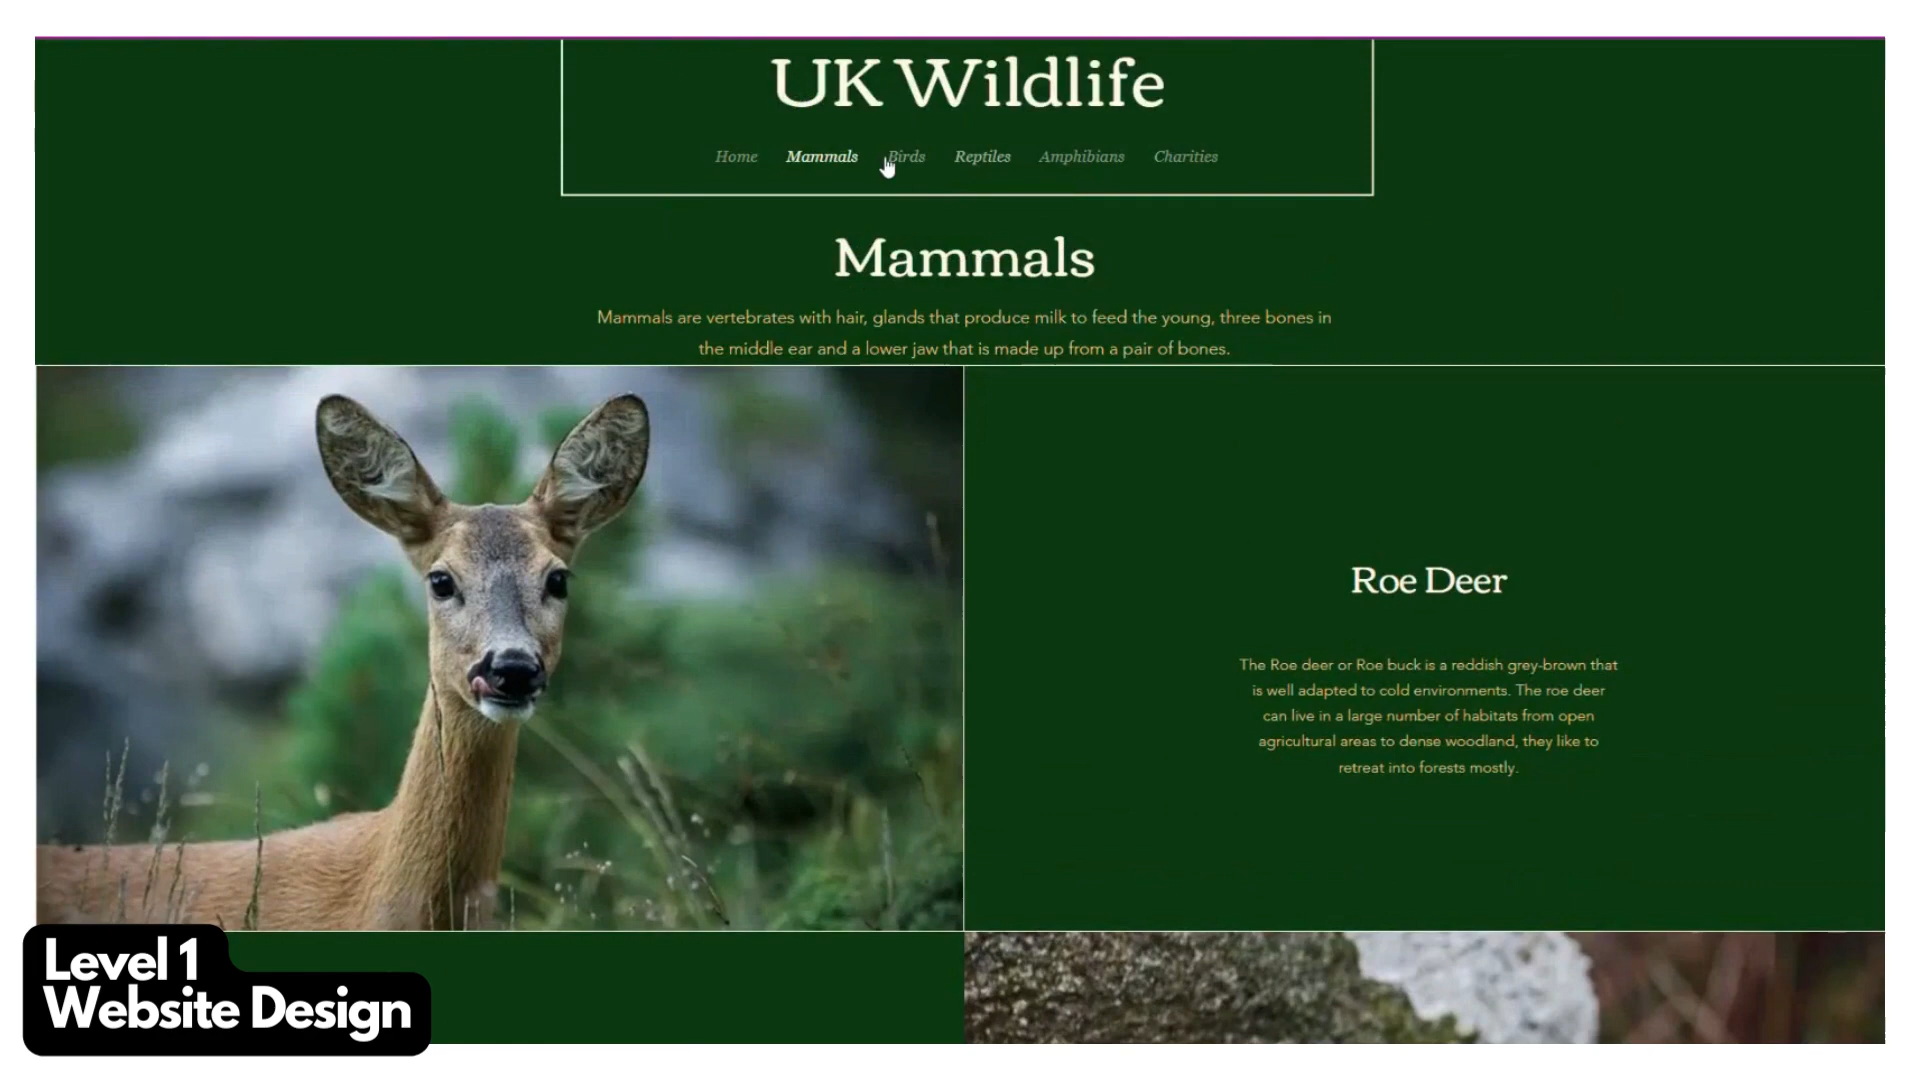 UK Wildlife
Home Mammals Birds Reptiles Amphibians Charities
Mammals
Mammals are vertebrates with hair, glands that produce milk to feed the young, three bones in
the middle ear and a lower jaw that is made up from a pair of bones.
Roe Deer
The Roe deer or Roe buck is a reddish grey-brown that
is well adapted to cold environments. The roe deer
can live in a large number of habitats from open
agricultural areas to dense woodland, they like to
retreat into forests mostly.
Level 1
Website Design